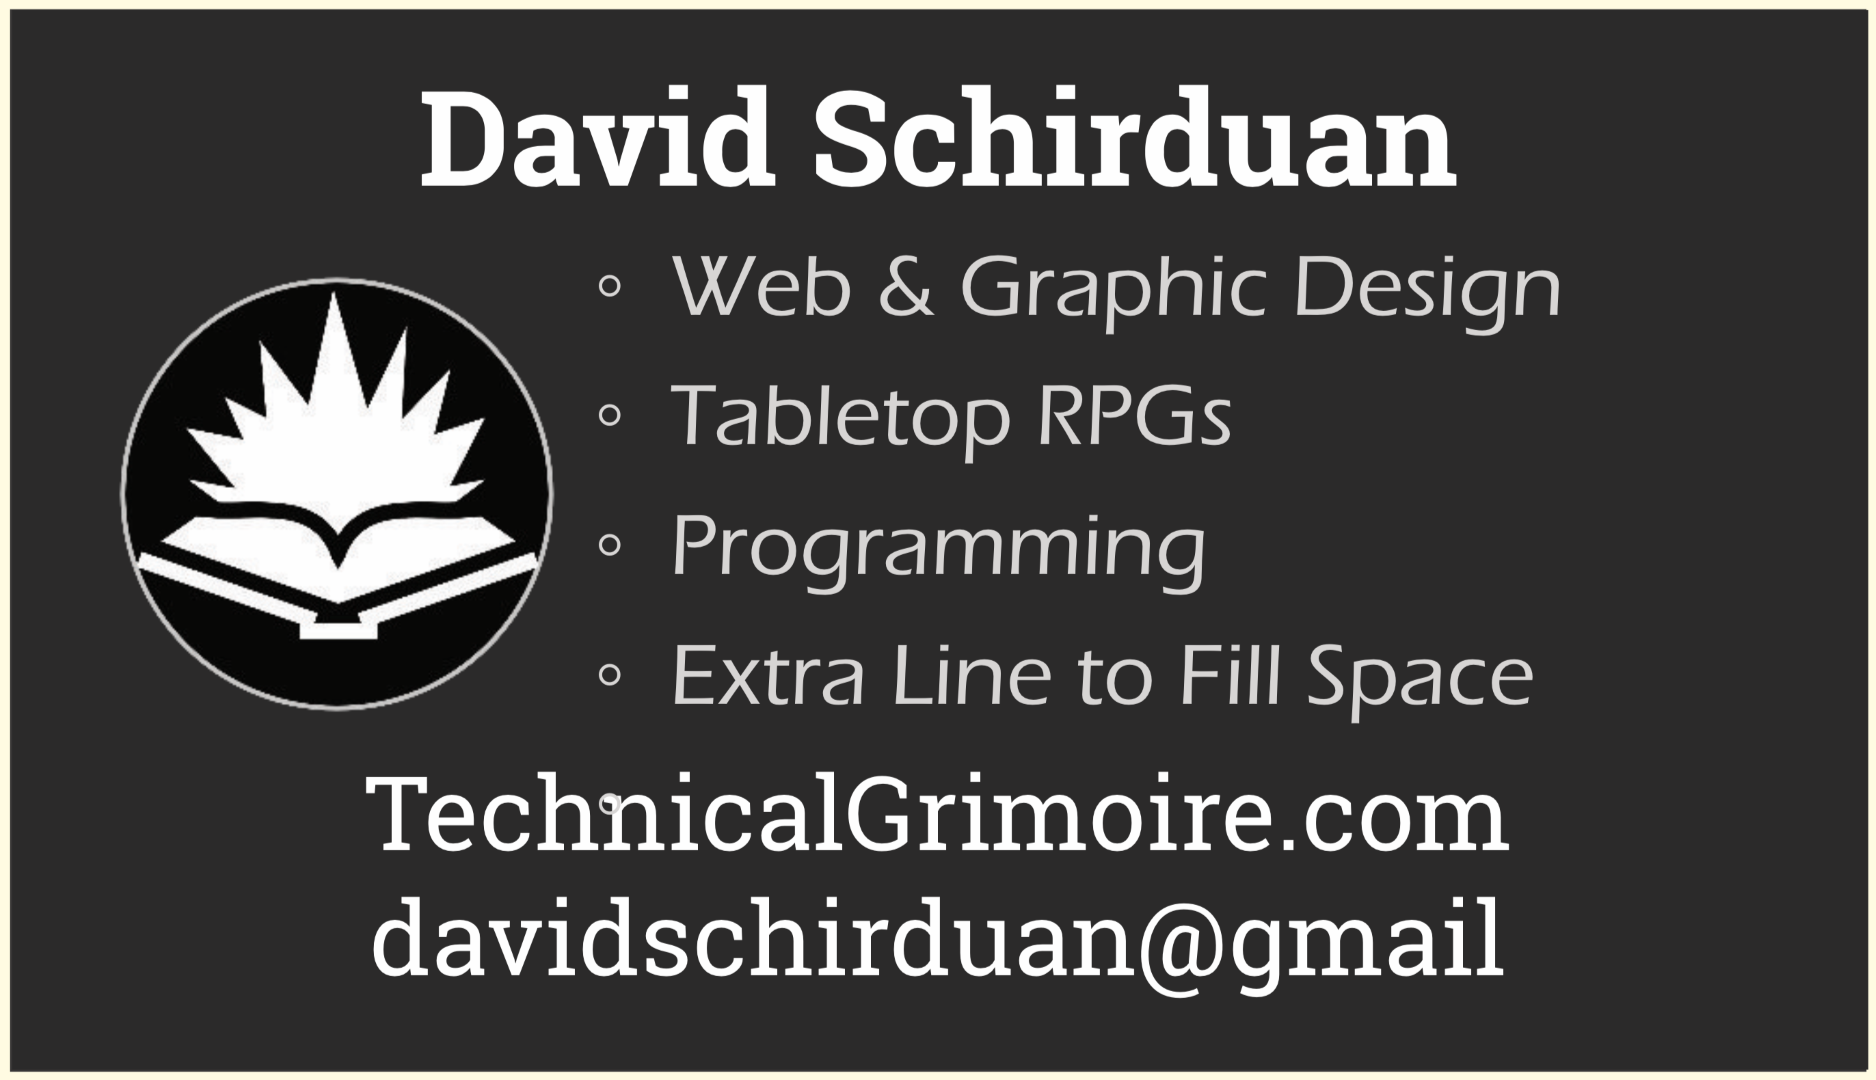 David Schirduan
◦ Web & Graphic Design
◦ Tabletop RPGs
◦ Programming
◦ Extra Line to Fill Space
◦
TechnicalGrimoire.com
davidschirduan@gmail